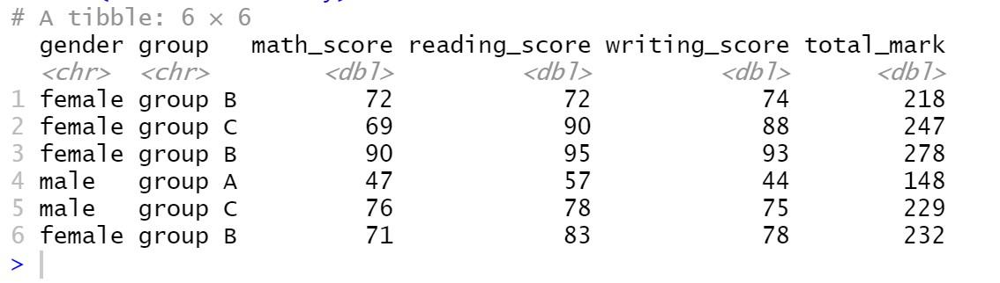 # A tibble: 6 × 6
gender group math_score reading_score writing_score total_mark
<chr> <chr> <dbl> <dbl> <dbl> <dbl>
1 female group B 72 72 74 218
2 female group C 69 90 88 247
3 female group B 90 95 93 278
4 male group A 47 57 44 148
5 male group C 76 78 75 229
6 female group B 71 83 78 232
>